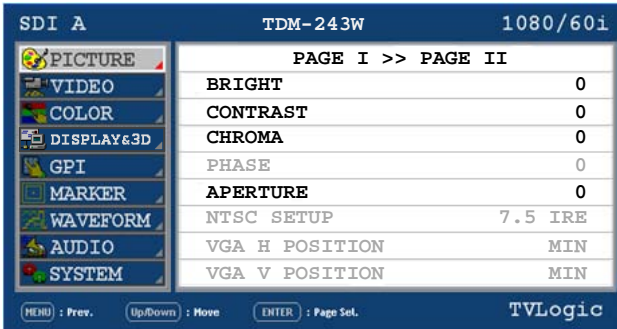 SDI A TDM-243W 1080/60i
PICTURE
VIDEO
COLOR
DISPLAY&3D
GPI
MARKER
WAVEFORM
AUDIO
SYSTEM
PAGE I >> PAGE II
BRIGHT 0
CONTRAST 0
CHROMA 0
PHASE 0
APERTURE 0
NTSC SETUP 7.5 IRE
VGA H POSITION MIN
VGA V POSITION MIN
MENU : Prev. Up/Down : Move ENTER : Page Sel. TVLogic